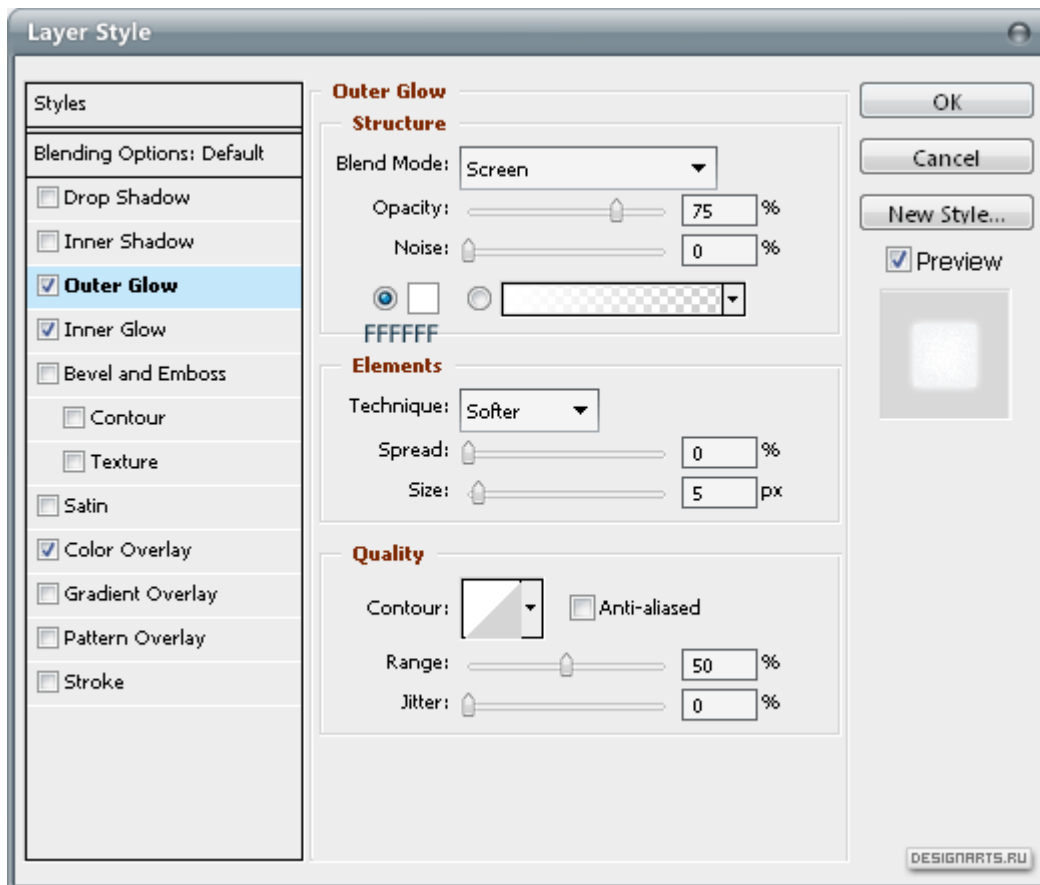 Layer Style
Styles
Blending Options: Default
Drop Shadow
Inner Shadow
Outer Glow
Inner Glow
Bevel and Emboss
Contour
Texture
Satin
Color Overlay
Gradient Overlay
Pattern Overlay
Stroke
Outer Glow
Structure
Blend Mode: Screen
Opacity: 75 %
Noise: 0 %
FFFFFF
Elements
Technique: Softer
Spread: 0 %
Size: 5 px
Quality
Contour: Anti-aliased
Range: 50 %
Jitter: 0 %
OK
Cancel
New Style...
Preview
DESIGNARTS.RU